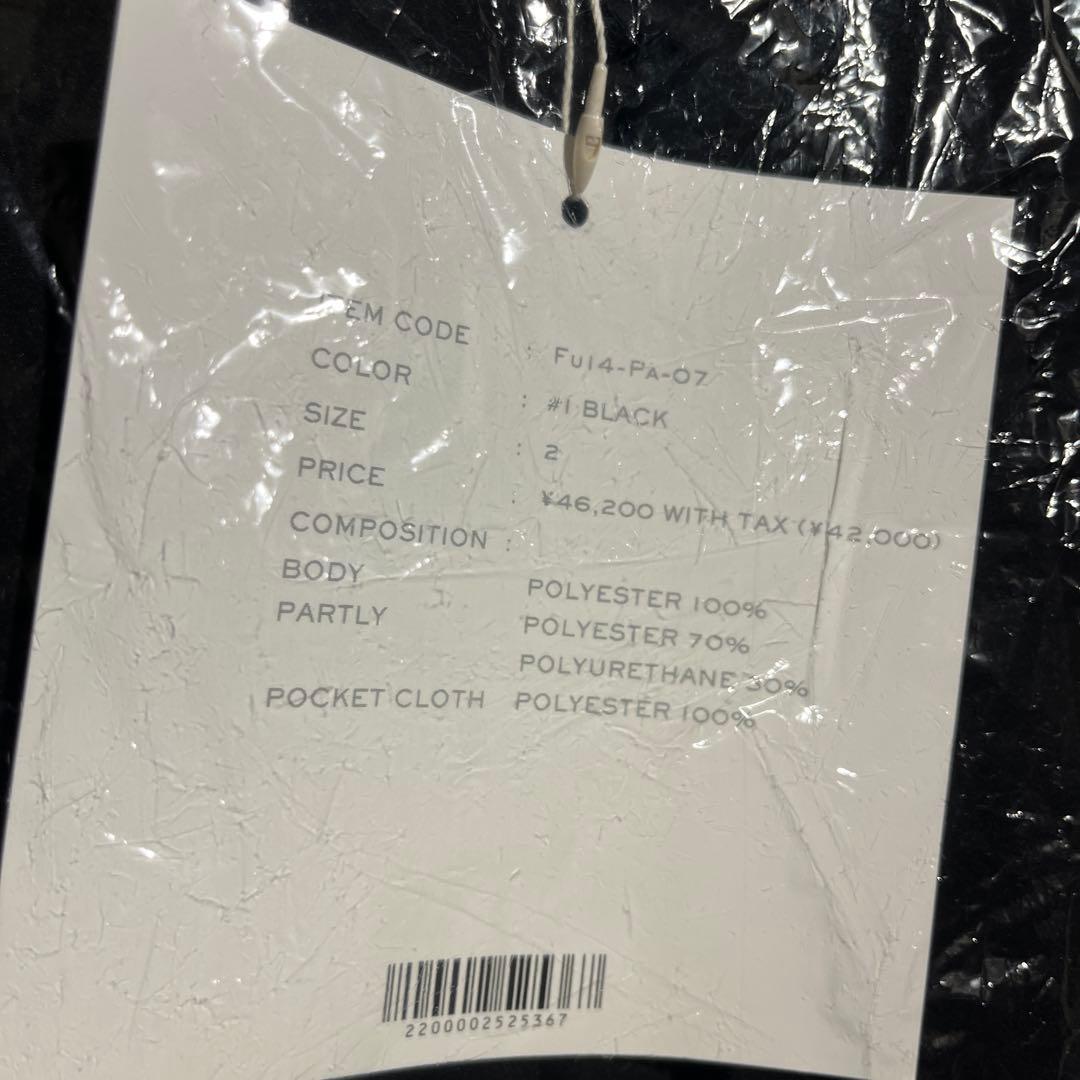 ITEM CODE : Fu14-Pa-07
COLOR : #1 BLACK
SIZE : 2
PRICE : ¥46,200 WITH TAX (¥42,000)
COMPOSITION :
BODY POLYESTER 100%
PARTLY POLYESTER 70%
POLYURETHANE 30%
POCKET CLOTH POLYESTER 100%
2200002525367